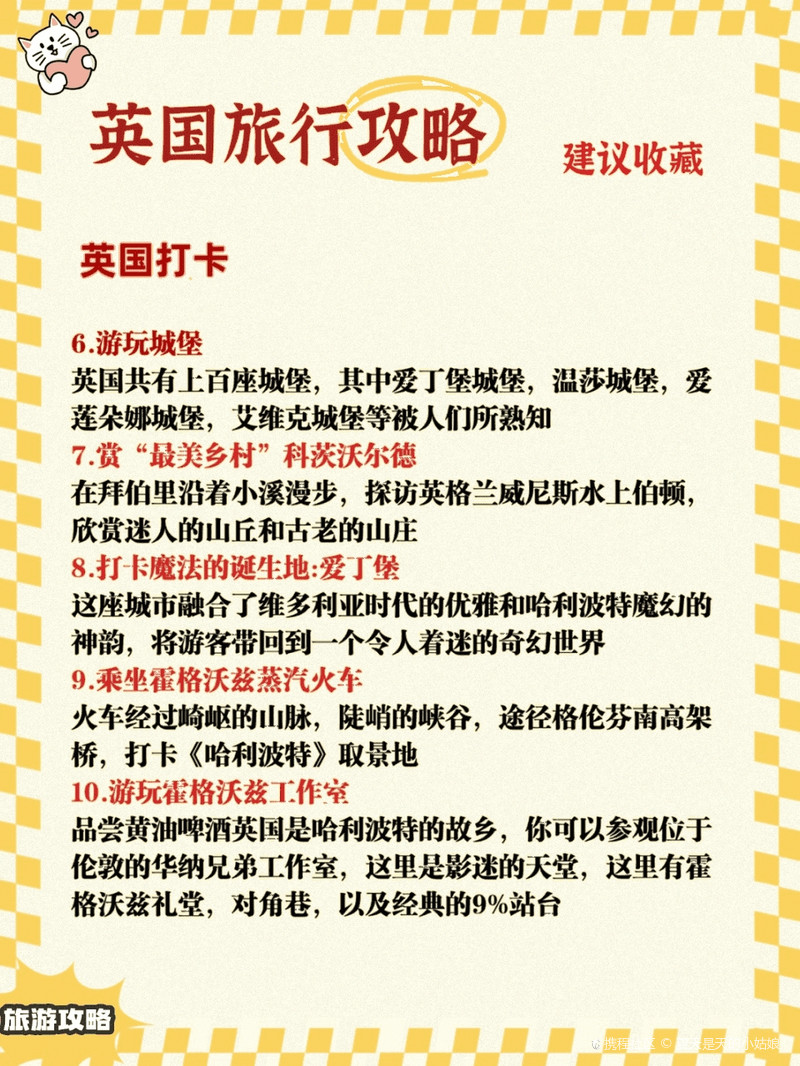 英国旅行攻略
建议收藏
英国打卡
6.游玩城堡
英国共有上百座城堡，其中爱丁堡城堡，温莎城堡，爱
莲朵娜城堡，艾维克城堡等被人们所熟知
7.赏“最美乡村”科茨沃尔德
在拜伯里沿着小溪漫步，探访英格兰威尼斯水上伯顿，
欣赏迷人的山丘和古老的山庄
8.打卡魔法的诞生地:爱丁堡
这座城市融合了维多利亚时代的优雅和哈利波特魔幻的
神韵，将游客带回到一个令人着迷的奇幻世界
9.乘坐霍格沃兹蒸汽火车
火车经过崎岖的山脉，陡峭的峡谷，途径格伦芬南高架
桥，打卡《哈利波特》取景地
10.游玩霍格沃兹工作室
品尝黄油啤酒英国是哈利波特的故乡，你可以参观位于
伦敦的华纳兄弟工作室，这里是影迷的天堂，这里有霍
格沃兹礼堂，对角巷，以及经典的9%站台
旅游攻略
携程 区 © 是天 小姑娘